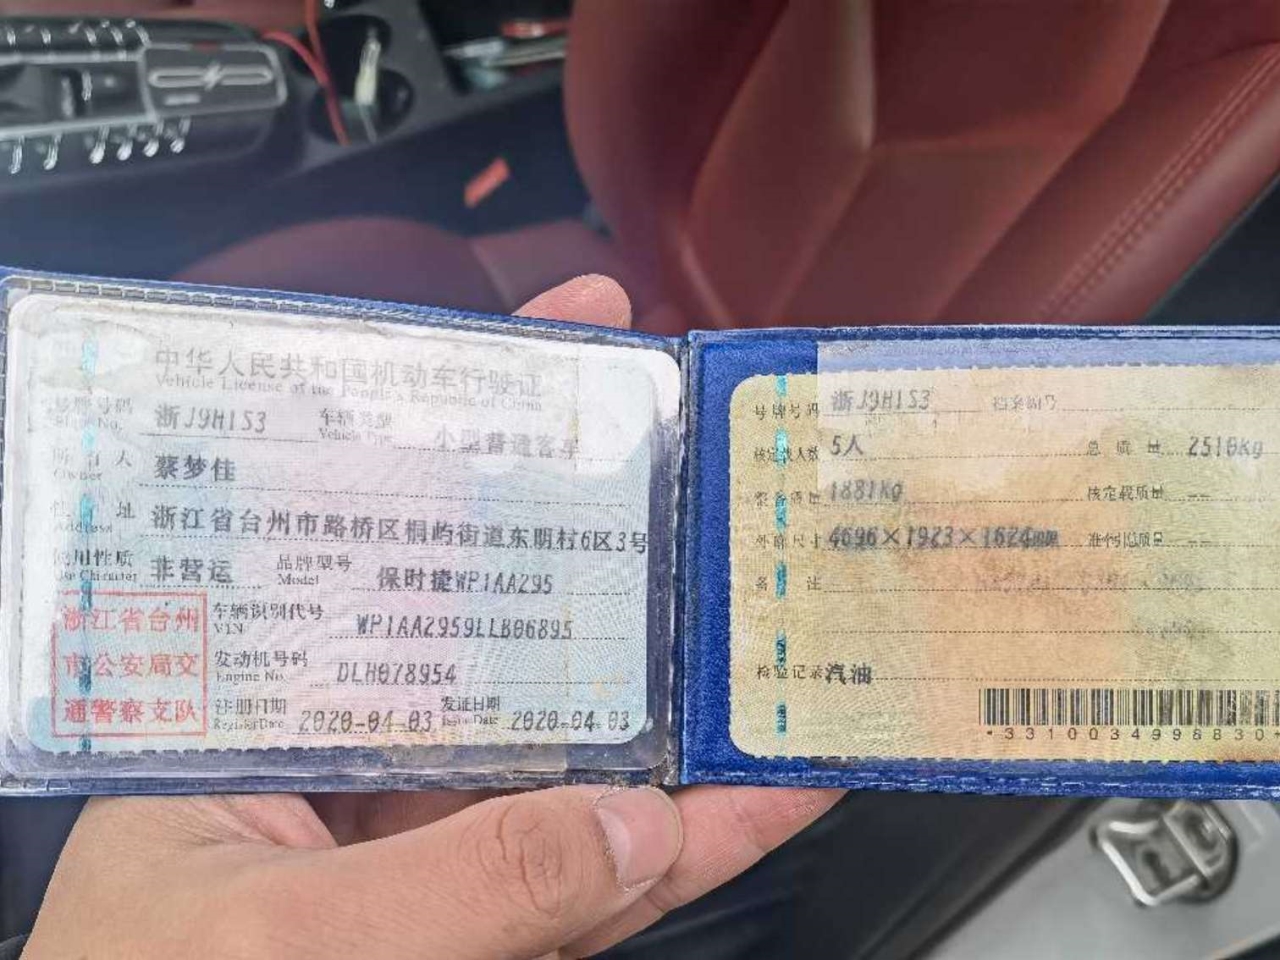 中华人民共和国机动车行驶证
Vehicle License of the People's Republic of China
号牌号码 浙J9H1S3 车辆类型 小型普通客车
Plate No. Vehicle Type
所有人 蔡梦佳
Owner
住址 浙江省台州市路桥区桐屿街道东明村6区3号
Address
使用性质 非营运 品牌型号 保时捷WP1AA295
Use Character Model
浙江省台州
市公安局交
通警察支队
车辆识别代号 WP1AA2959LLB06895
VIN
发动机号码 DLH078954
Engine No.
注册日期 2020-04-03 发证日期 2020-04-03
Register Date Issue Date
号牌号码 浙J9H1S3 档案编号
核定载人数 5人 总质量 2510kg
整备质量 1881kg 核定载质量 --
外廓尺寸 4696×1923×1624mm 准牵引总质量 --
备注
检验记录 汽油
*3310034998830*